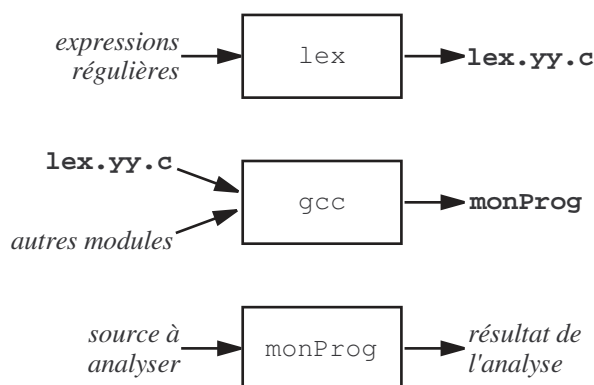 expressions
régulières
lex
lex.yy.c
lex.yy.c
autres modules
gcc
monProg
source à
analyser
monProg
résultat de
l'analyse